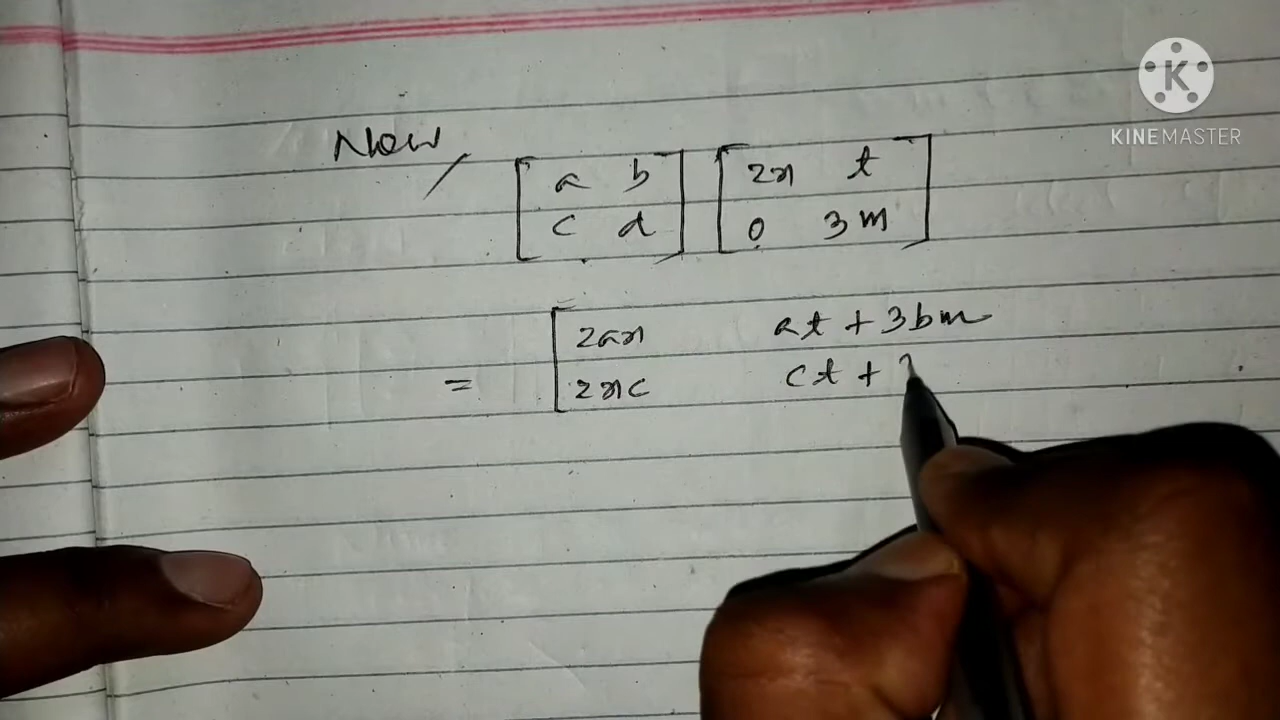 Now
K
KINEMASTER
a b 2x t
c d 0 3m
2ax at + 3bm
= 2xc ct +